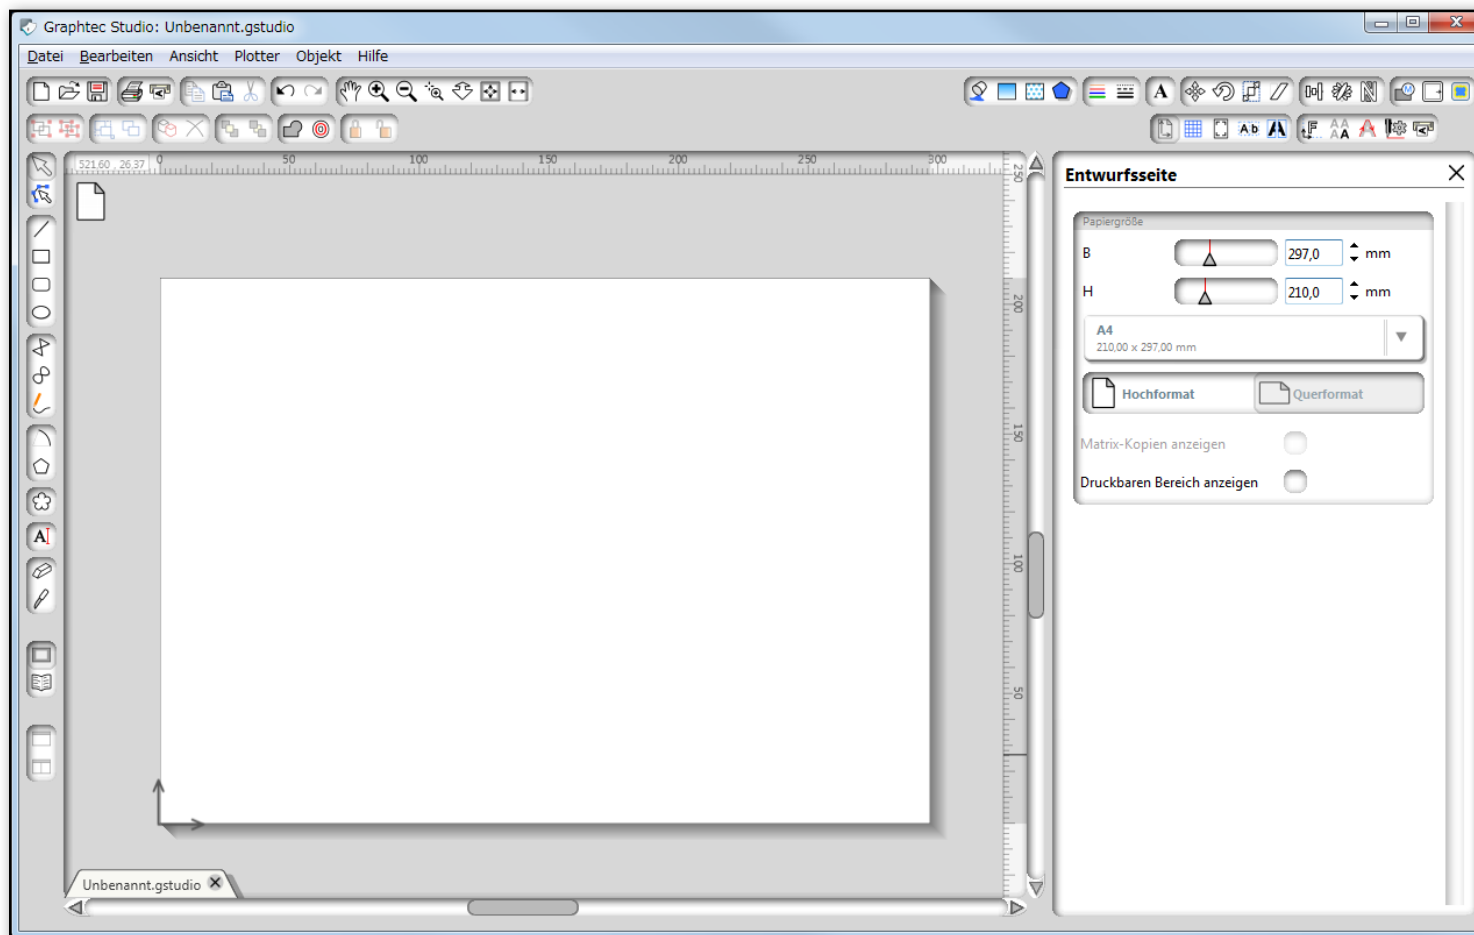 Graphtec Studio: Unbenannt.gstudio
Datei Bearbeiten Ansicht Plotter Objekt Hilfe
A
Ab
521.60 , 26.37
0 50 100 150 200 250 300
250
200
150
100
50
A
Entwurfsseite
Papiergröße
B 297,0 mm
H 210,0 mm
A4
210,00 x 297,00 mm
Hochformat Querformat
Matrix-Kopien anzeigen
Druckbaren Bereich anzeigen
Unbenannt.gstudio